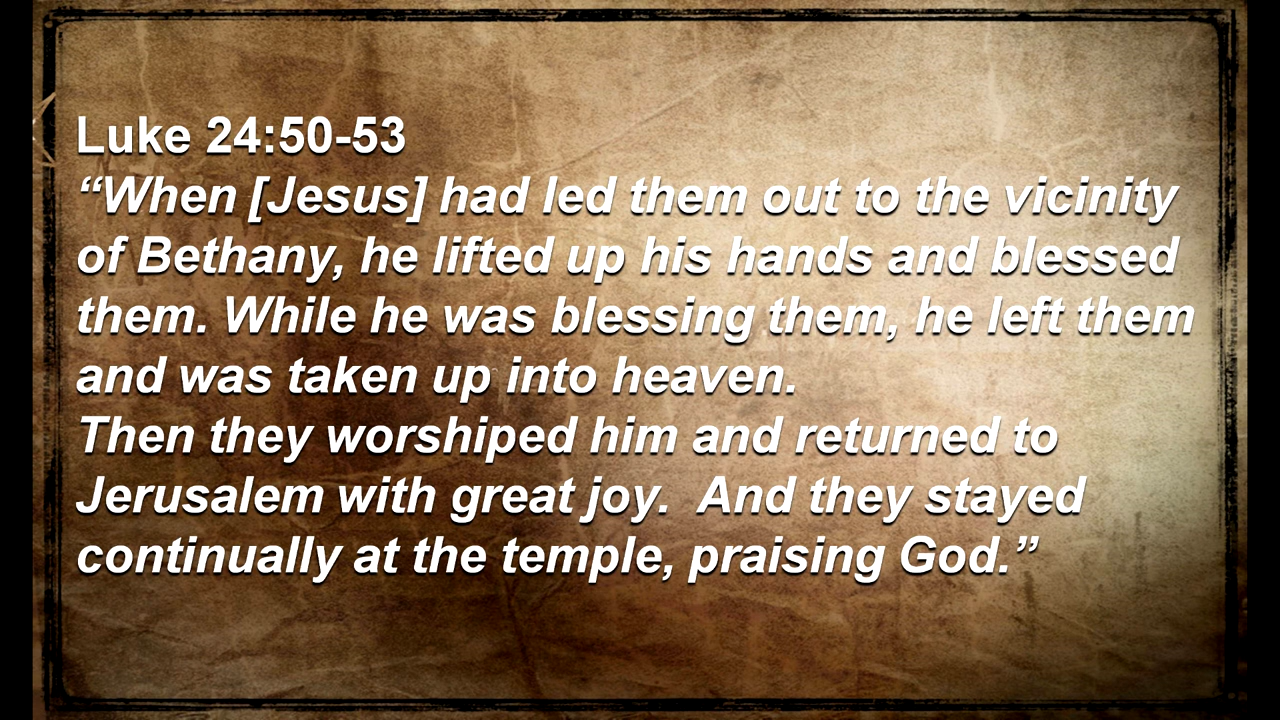 Luke 24:50-53
“When [Jesus] had led them out to the vicinity
of Bethany, he lifted up his hands and blessed
them. While he was blessing them, he left them
and was taken up into heaven.
Then they worshiped him and returned to
Jerusalem with great joy.  And they stayed
continually at the temple, praising God.”